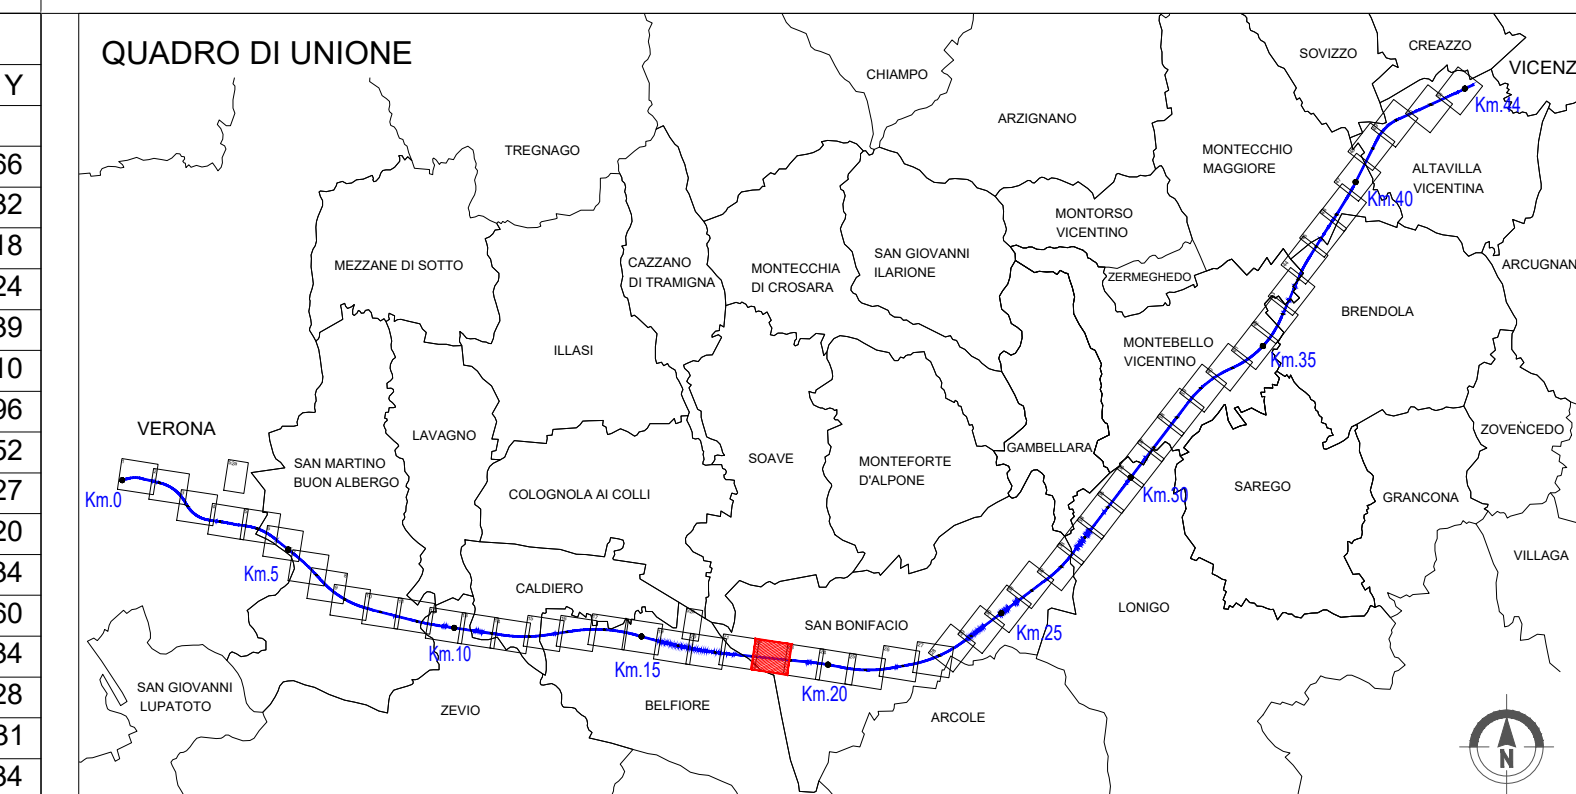 QUADRO DI UNIONE
Y
66
32
18
24
39
10
96
52
27
20
34
60
34
28
31
34
CREAZZO
SOVIZZO
VICENZ
CHIAMPO
Km.44
ARZIGNANO
TREGNAGO
MONTECCHIO
MAGGIORE
ALTAVILLA
VICENTINA
Km.40
MONTORSO
VICENTINO
SAN GIOVANNI
ILARIONE
MEZZANE DI SOTTO
CAZZANO
DI TRAMIGNA
MONTECCHIA
DI CROSARA
ZERMEGHEDO
ARCUGNAN
BRENDOLA
ILLASI
MONTEBELLO
VICENTINO
Km.35
VERONA
LAVAGNO
ZOVENCEDO
GAMBELLARA
SAN MARTINO
BUON ALBERGO
SOAVE
MONTEFORTE
D'ALPONE
SAREGO
COLOGNOLA AI COLLI
Km.0
Km.30
GRANCONA
VILLAGA
Km.5
CALDIERO
LONIGO
SAN BONIFACIO
Km.25
Km.10
Km.15
Km.20
SAN GIOVANNI
LUPATOTO
ZEVIO
BELFIORE
ARCOLE
N